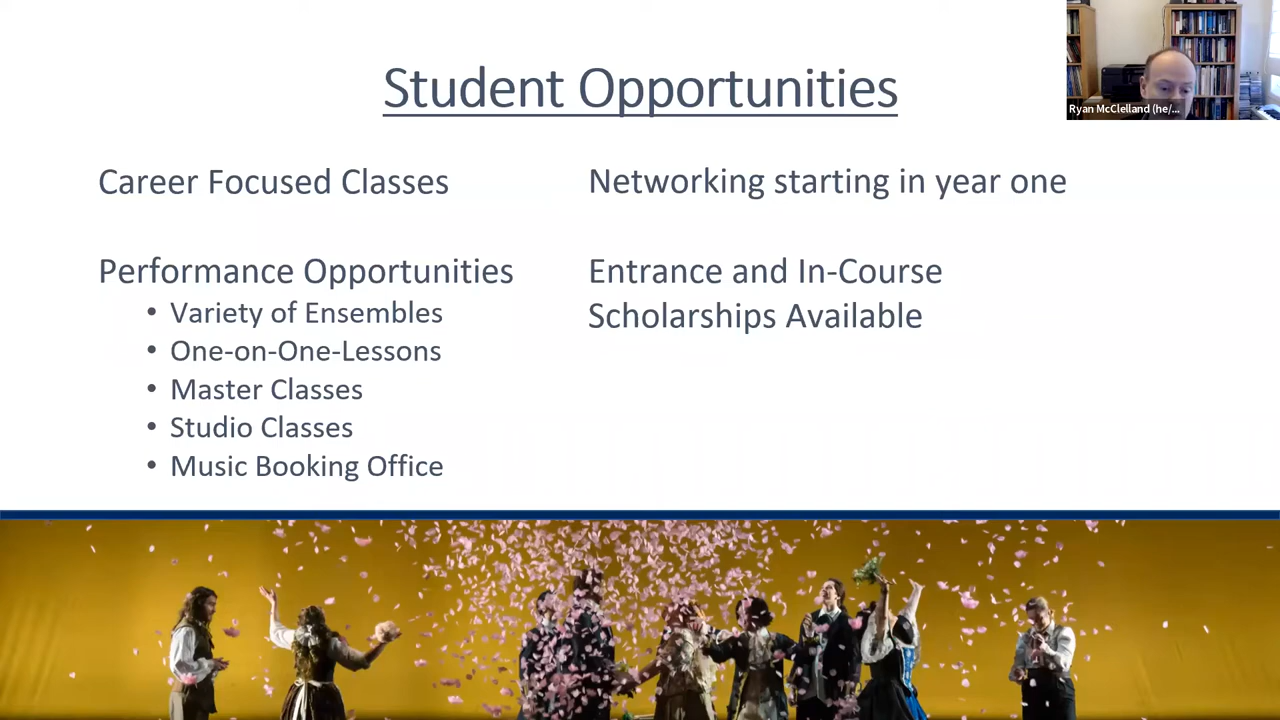 Student Opportunities
Ryan McClelland (he/...
Career Focused Classes
Performance Opportunities
• Variety of Ensembles
• One-on-One-Lessons
• Master Classes
• Studio Classes
• Music Booking Office
Networking starting in year one
Entrance and In-Course
Scholarships Available